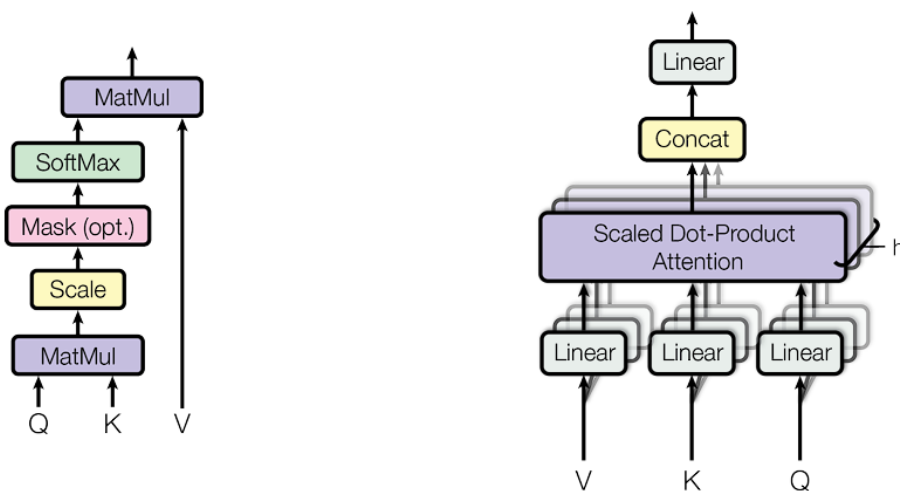 MatMul
SoftMax
Mask (opt.)
Scale
MatMul
Q K V
Linear
Concat
Scaled Dot-Product
Attention
h
Linear Linear Linear
V K Q